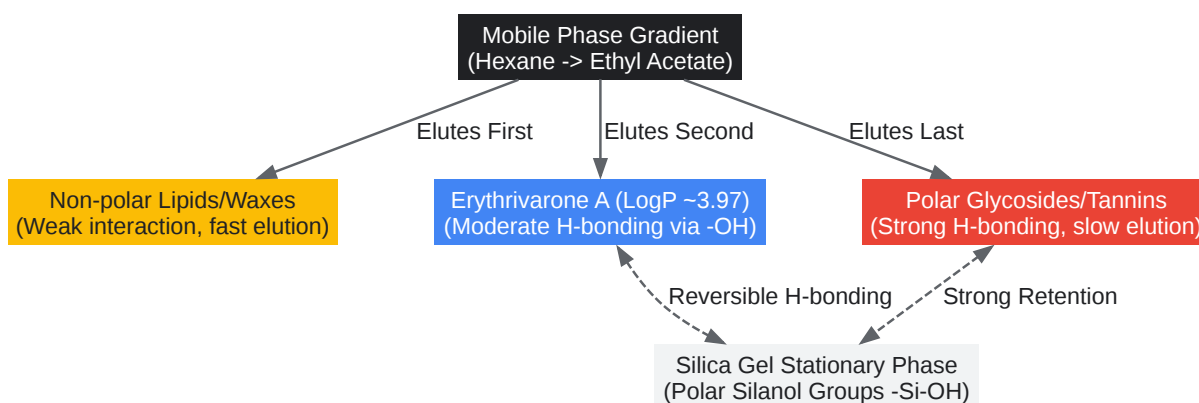 Mobile Phase Gradient
(Hexane -> Ethyl Acetate)
Elutes First
Elutes Second
Elutes Last
Non-polar Lipids/Waxes
(Weak interaction, fast elution)
Erythrivarone A (LogP ~3.97)
(Moderate H-bonding via -OH)
Polar Glycosides/Tannins
(Strong H-bonding, slow elution)
Reversible H-bonding
Strong Retention
Silica Gel Stationary Phase
(Polar Silanol Groups -Si-OH)